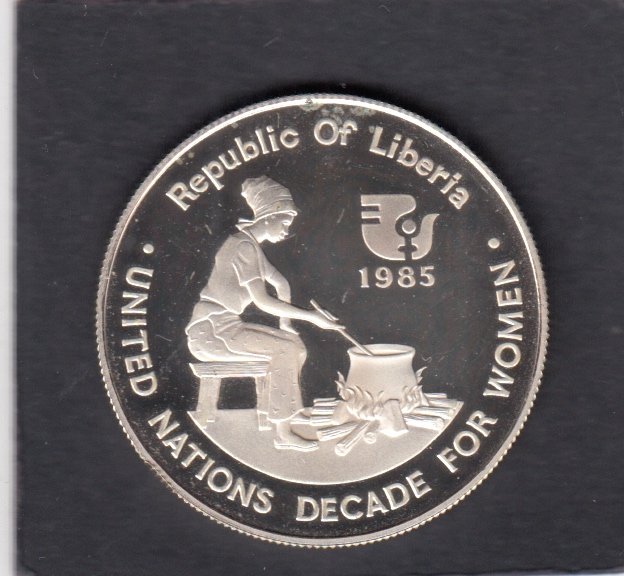 Republic Of Liberia
1985
• UNITED NATIONS DECADE FOR WOMEN •